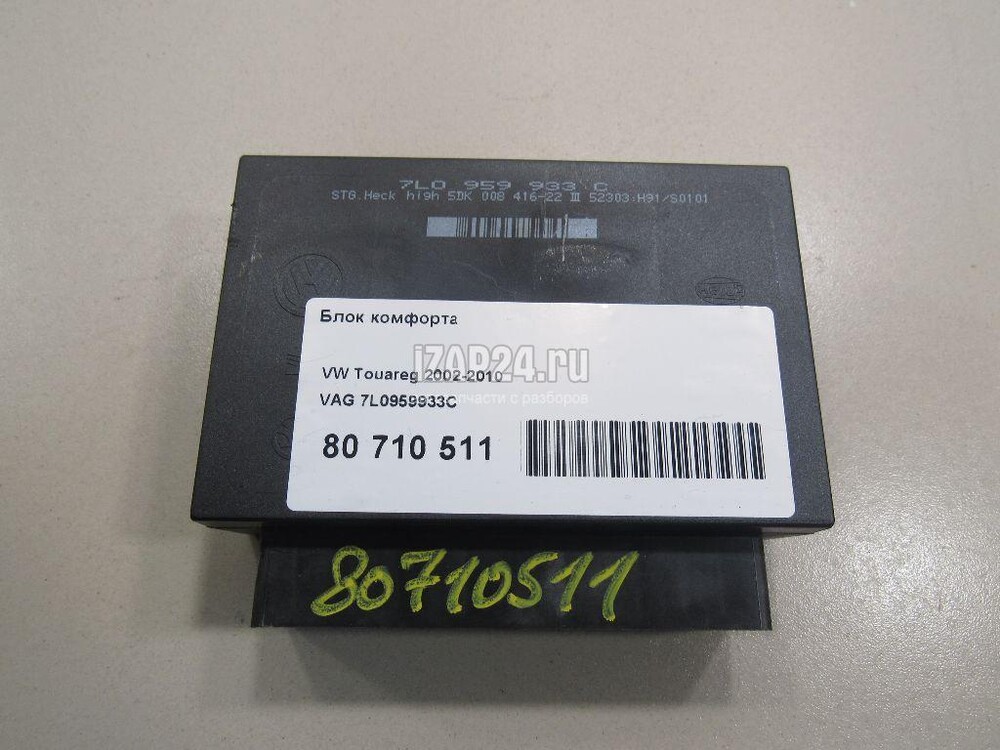 7L0 959 933 C
STG.Heck high 5DK 008 416-22 III 52303:H91/S0101
Блок комфорта
iZAP24.ru
VW Touareg 2002-2010
запчасти с разборов
VAG 7L0959933C
80 710 511
80710511